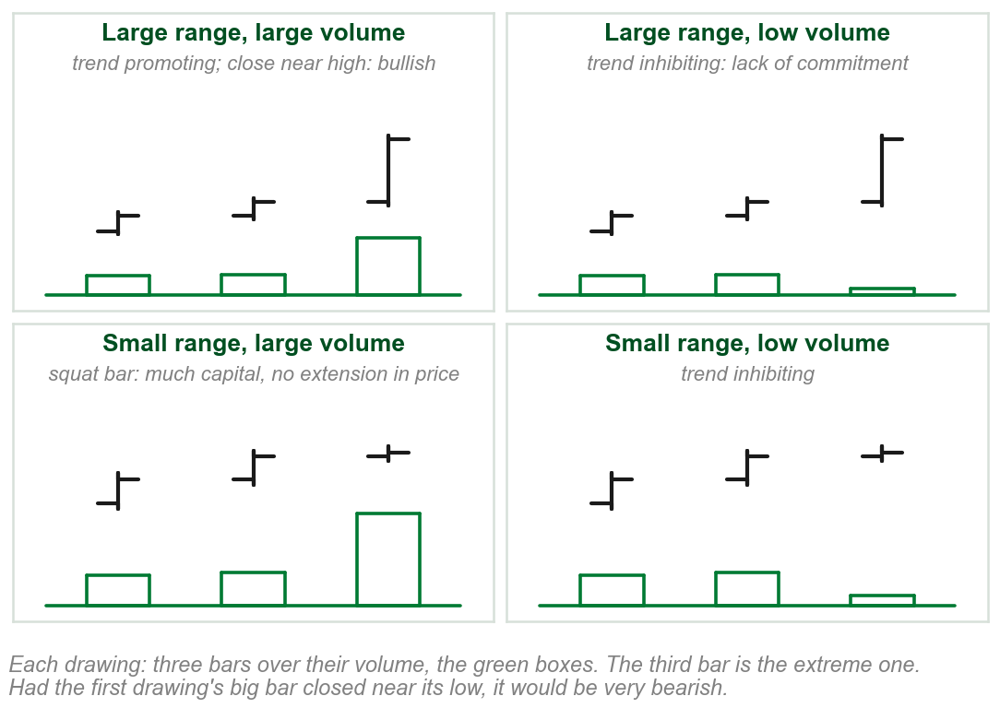 Large range, large volume
trend promoting; close near high: bullish
Large range, low volume
trend inhibiting: lack of commitment
Small range, large volume
squat bar: much capital, no extension in price
Small range, low volume
trend inhibiting
Each drawing: three bars over their volume, the green boxes. The third bar is the extreme one.
Had the first drawing's big bar closed near its low, it would be very bearish.